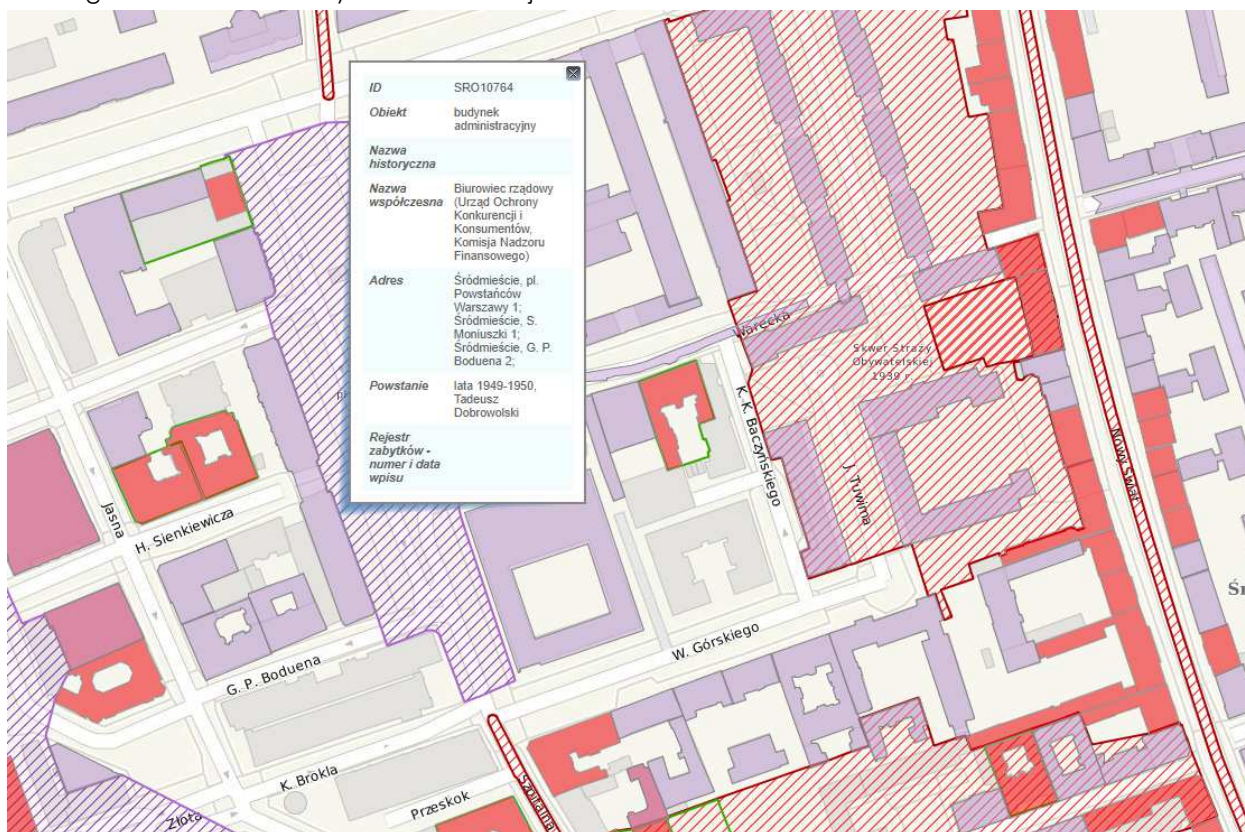 ID SRO10764
Obiekt budynek
administracyjny
Nazwa
historyczna
Nazwa Biurowiec rządowy
współczesna (Urząd Ochrony
Konkurencji i
Konsumentów,
Komisja Nadzoru
Finansowego)
Adres Śródmieście, pl.
Powstańców
Warszawy 1;
Śródmieście, S.
Moniuszki 1;
Śródmieście, G. P.
Boduena 2;
Powstanie lata 1949-1950,
Tadeusz
Dobrowolski
Rejestr
zabytków -
numer i data
wpisu
Warecka
Skwer Straży
Obywatelskiej
1939 r.
K. K. Baczyńskiego
J. Tuwima
Nowy Świat
Jasna
H. Sienkiewicza
G. P. Boduena
W. Górskiego
K. Brokla
Przeskok
Szpitalna
Złota